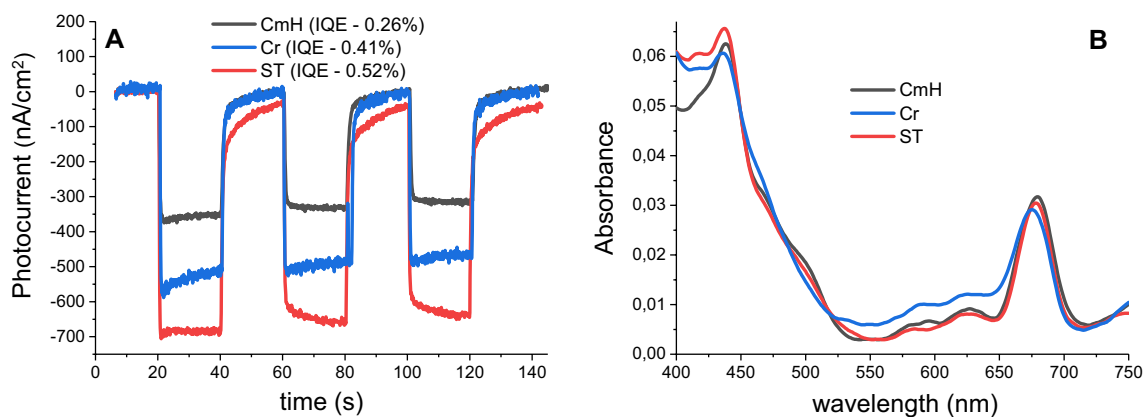 A
CmH (IQE - 0.26%)
Cr (IQE - 0.41%)
ST (IQE - 0.52%)
Photocurrent (nA/cm²)
200
100
0
-100
-200
-300
-400
-500
-600
-700
0
20
40
60
80
100
120
140
time (s)
B
CmH
Cr
ST
Absorbance
0,06
0,05
0,04
0,03
0,02
0,01
0,00
400
450
500
550
600
650
700
750
wavelength (nm)